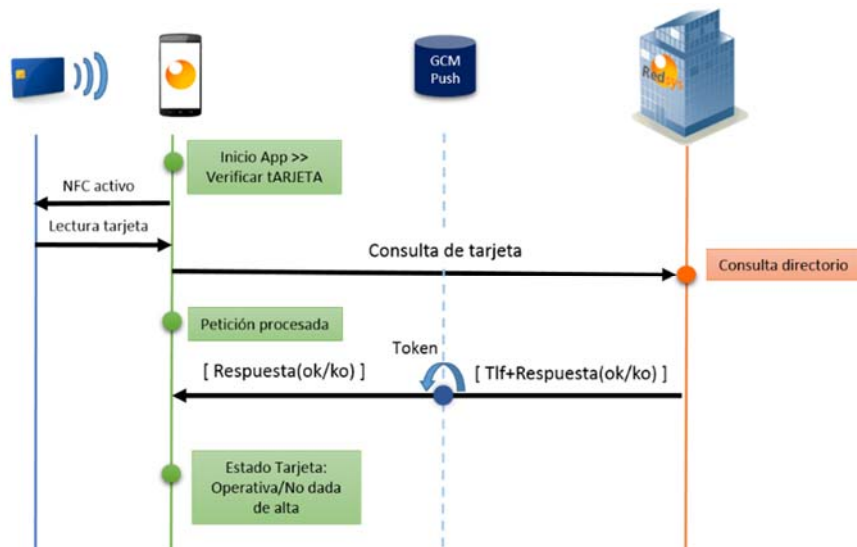 GCM
Push
Redsys
Inicio App >>
Verificar tARJETA
NFC activo
Lectura tarjeta
Consulta de tarjeta
Consulta directorio
Petición procesada
Token
[ Respuesta(ok/ko) ]
[ Tlf+Respuesta(ok/ko) ]
Estado Tarjeta:
Operativa/No dada
de alta